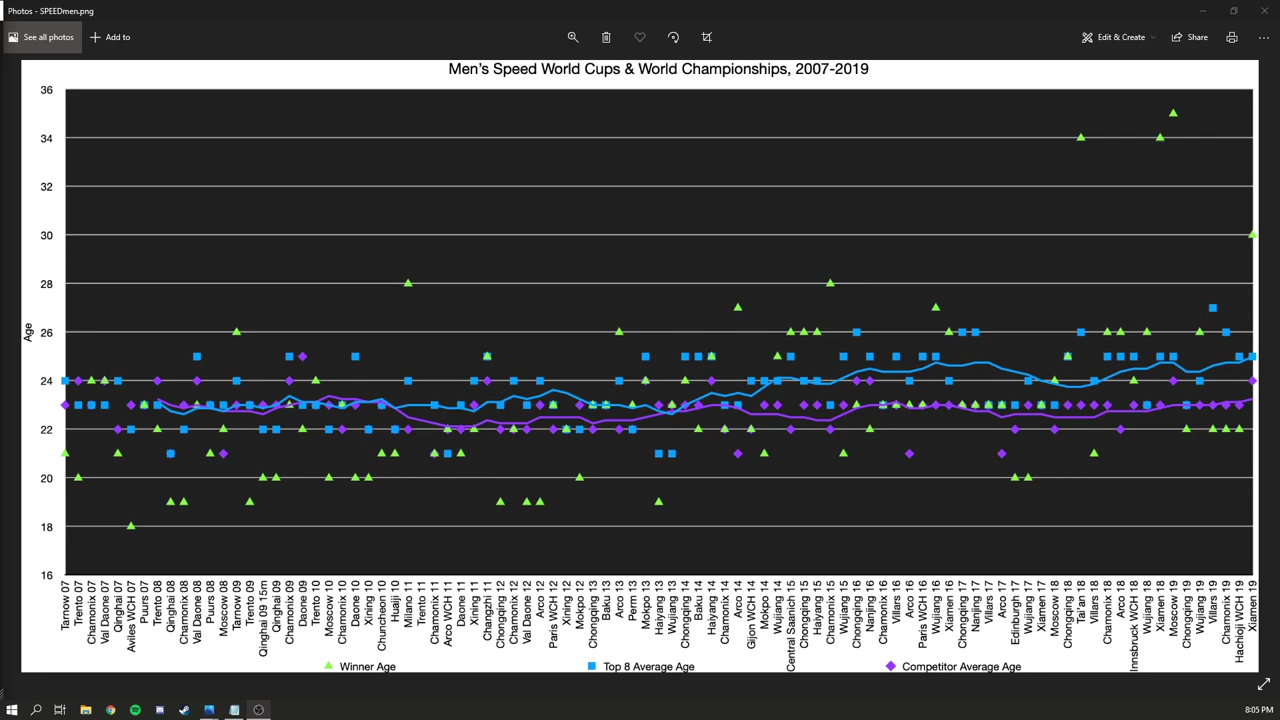 Photos - SPEEDmen.png
See all photos
Add to
Edit & Create
Share
Men's Speed World Cups & World Championships, 2007-2019
36
34
32
30
28
26
24
22
20
18
16
Age
Tarnow 07
Trento 07
Chamonix 07
Val Daone 07
Qinghai 07
Aviles WCH 07
Puurs 07
Trento 08
Qinghai 08
Chamonix 08
Val Daone 08
Puurs 08
Moscow 08
Tarnow 09
Trento 09
Qinghai 09 15m
Qinghai 09
Chamonix 09
Daone 09
Trento 10
Moscow 10
Chamonix 10
Daone 10
Xining 10
Chuncheon 10
Huaiji 10
Milano 11
Trento 11
Chamonix 11
Arco WCH 11
Daone 11
Xining 11
Changzhi 11
Chongqing 12
Chamonix 12
Val Daone 12
Arco 12
Paris WCH 12
Xining 12
Mokpo 12
Chongqing 13
Baku 13
Arco 13
Perm 13
Mokpo 13
Haiyang 13
Wujiang 13
Chongqing 14
Baku 14
Haiyang 14
Chamonix 14
Arco 14
Gijon WCH 14
Mokpo 14
Wujiang 14
Central Saanich 15
Chongqing 15
Haiyang 15
Chamonix 15
Wujiang 15
Chongqing 16
Nanjing 16
Chamonix 16
Villars 16
Arco 16
Paris WCH 16
Wujiang 16
Xiamen 16
Chongqing 17
Nanjing 17
Villars 17
Arco 17
Edinburgh 17
Wujiang 17
Xiamen 17
Moscow 18
Chongqing 18
Tai'an 18
Villars 18
Chamonix 18
Arco 18
Innsbruck WCH 18
Wujiang 18
Xiamen 18
Moscow 19
Chongqing 19
Wujiang 19
Villars 19
Chamonix 19
Hachioji WCH 19
Xiamen 19
Winner Age
Top 8 Average Age
Competitor Average Age
8:05 PM